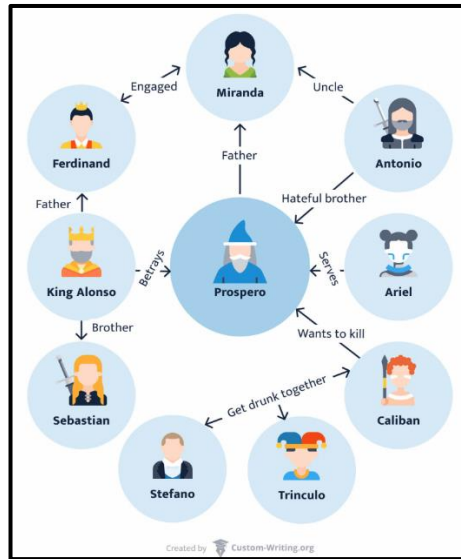 Miranda
Engaged
Uncle
Ferdinand
Antonio
Father
Father
Hateful brother
King Alonso
Betrays
Prospero
Serves
Ariel
Brother
Wants to kill
Sebastian
Get drunk together
Caliban
Stefano
Trinculo
Created by Custom-Writing.org